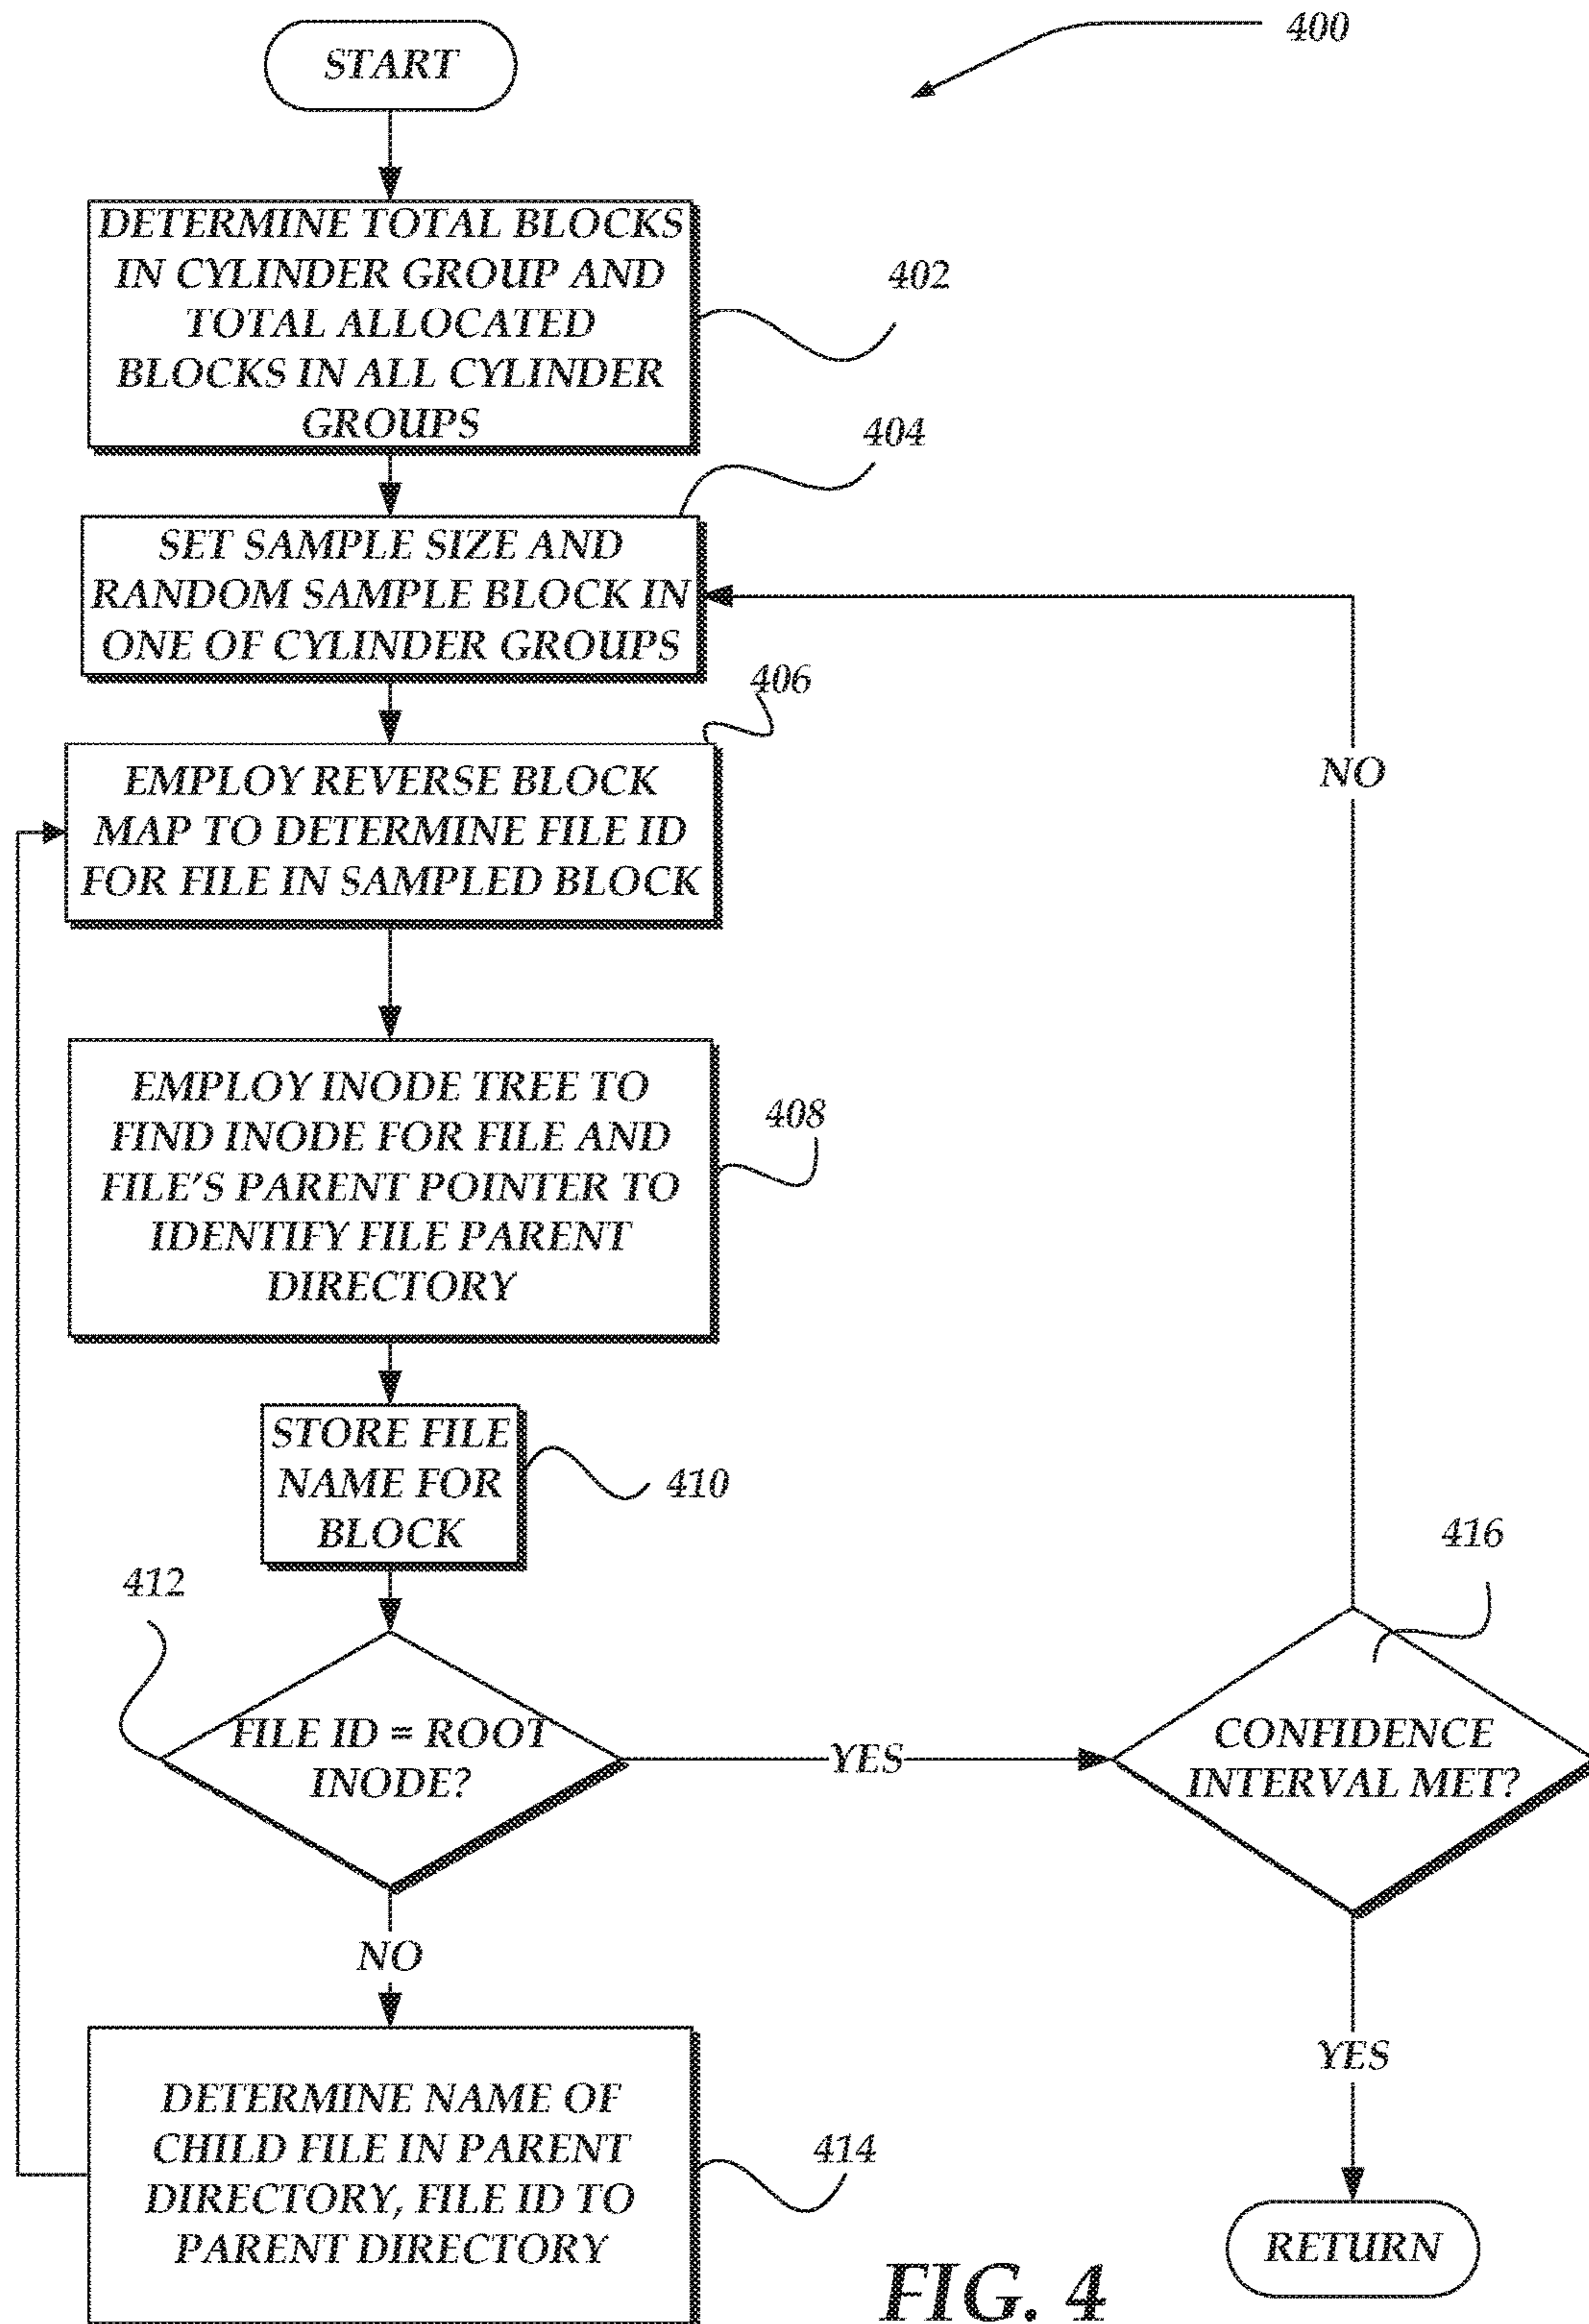 400
START
DETERMINE TOTAL BLOCKS
IN CYLINDER GROUP AND
TOTAL ALLOCATED
BLOCKS IN ALL CYLINDER
GROUPS
402
404
SET SAMPLE SIZE AND
RANDOM SAMPLE BLOCK IN
ONE OF CYLINDER GROUPS
406
EMPLOY REVERSE BLOCK
MAP TO DETERMINE FILE ID
FOR FILE IN SAMPLED BLOCK
NO
EMPLOY INODE TREE TO
FIND INODE FOR FILE AND
FILE'S PARENT POINTER TO
IDENTIFY FILE PARENT
DIRECTORY
408
STORE FILE
NAME FOR
BLOCK
410
412
FILE ID = ROOT
INODE?
YES
416
CONFIDENCE
INTERVAL MET?
NO
YES
DETERMINE NAME OF
CHILD FILE IN PARENT
DIRECTORY, FILE ID TO
PARENT DIRECTORY
414
RETURN
FIG. 4